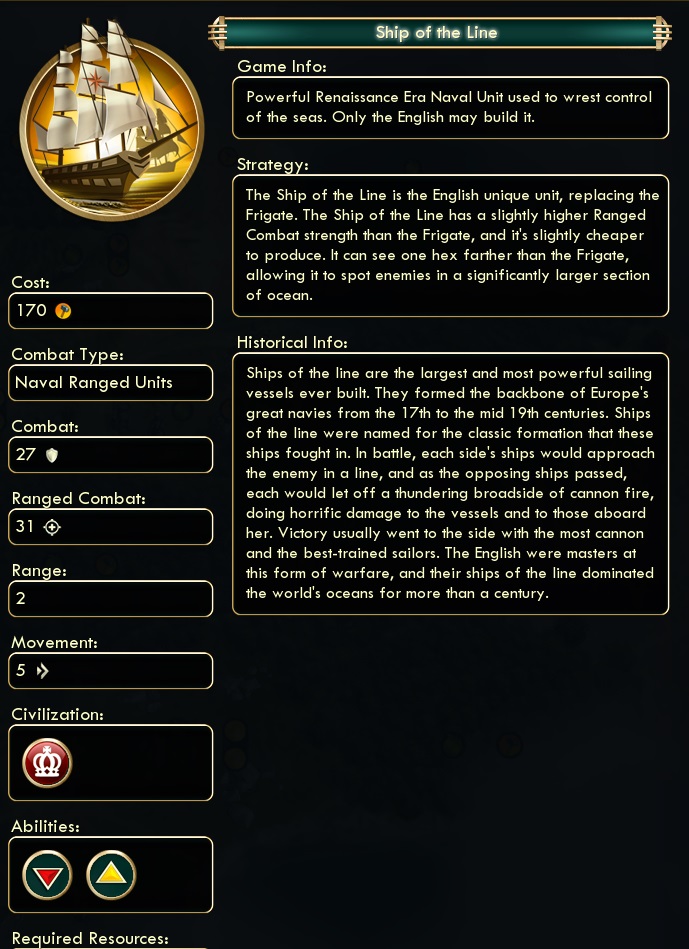 Ship of the Line
Game Info:
Powerful Renaissance Era Naval Unit used to wrest control
of the seas. Only the English may build it.
Strategy:
The Ship of the Line is the English unique unit, replacing the
Frigate. The Ship of the Line has a slightly higher Ranged
Combat strength than the Frigate, and it's slightly cheaper
to produce. It can see one hex farther than the Frigate,
allowing it to spot enemies in a significantly larger section
of ocean.
Historical Info:
Ships of the line are the largest and most powerful sailing
vessels ever built. They formed the backbone of Europe's
great navies from the 17th to the mid 19th centuries. Ships
of the line were named for the classic formation that these
ships fought in. In battle, each side's ships would approach
the enemy in a line, and as the opposing ships passed,
each would let off a thundering broadside of cannon fire,
doing horrific damage to the vessels and to those aboard
her. Victory usually went to the side with the most cannon
and the best-trained sailors. The English were masters at
this form of warfare, and their ships of the line dominated
the world's oceans for more than a century.
Cost:
170
Combat Type:
Naval Ranged Units
Combat:
27
Ranged Combat:
31
Range:
2
Movement:
5
Civilization:
Abilities:
Required Resources: